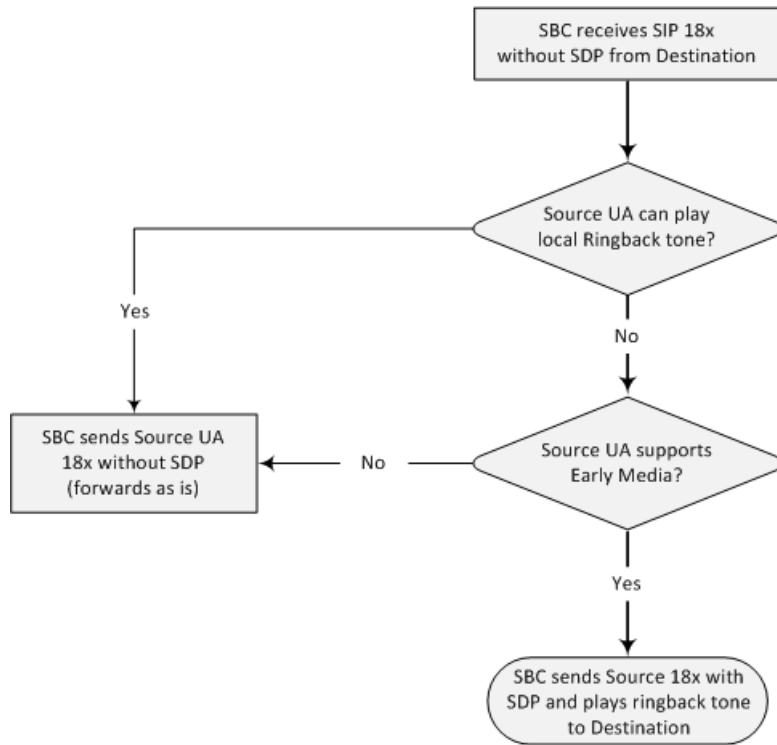 SBC receives SIP 18x
without SDP from Destination
Source UA can play
local Ringback tone?
Yes
No
SBC sends Source UA
18x without SDP
(forwards as is)
No
Source UA supports
Early Media?
Yes
SBC sends Source 18x with
SDP and plays ringback tone
to Destination